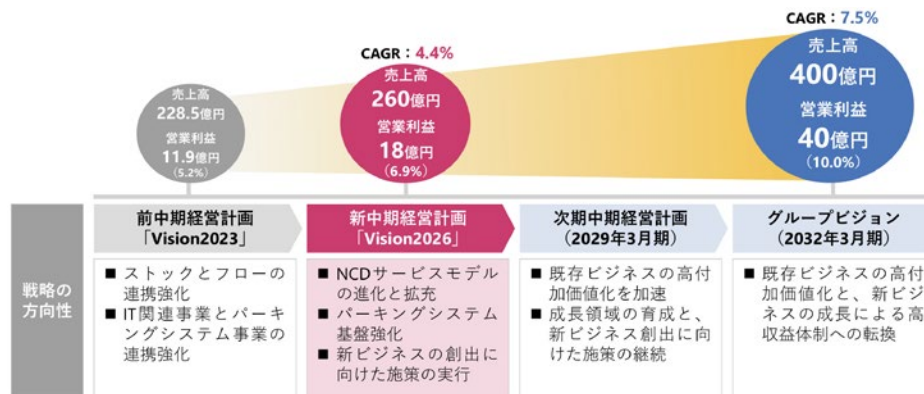 CAGR：7.5%
売上高
400億円
営業利益
40億円
(10.0%)
CAGR：4.4%
売上高
260億円
営業利益
18億円
(6.9%)
売上高
228.5億円
営業利益
11.9億円
(5.2%)
戦略の
方向性
前中期経営計画
「Vision2023」
■ ストックとフローの
連携強化
■ IT関連事業とパーキ
ングシステム事業の
連携強化
新中期経営計画
「Vision2026」
■ NCDサービスモデル
の進化と拡充
■ パーキングシステム
基盤強化
■ 新ビジネスの創出に
向けた施策の実行
次期中期経営計画
（2029年3月期）
■ 既存ビジネスの高付
加価値化を加速
■ 成長領域の育成と、
新ビジネス創出に向
けた施策の継続
グループビジョン
（2032年3月期）
■ 既存ビジネスの高付
加価値化と、新ビジ
ネスの成長による高
収益体制への転換